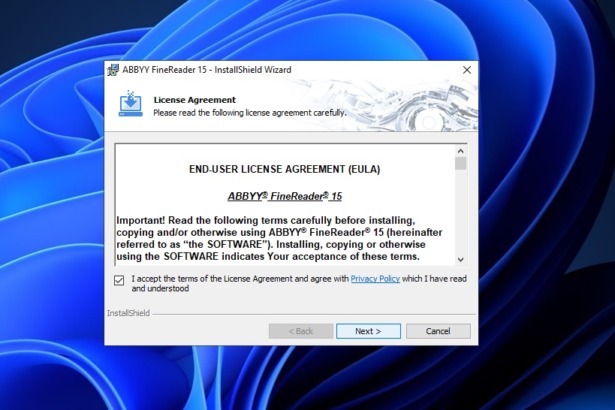 ABBYY FineReader 15 - InstallShield Wizard
License Agreement
Please read the following license agreement carefully.
END-USER LICENSE AGREEMENT (EULA)
ABBYY® FineReader® 15
Important! Read the following terms carefully before installing,
copying and/or otherwise using ABBYY® FineReader® 15 (hereinafter
referred to as “the SOFTWARE”). Installing, copying or otherwise
using the SOFTWARE indicates Your acceptance of these terms.
I accept the terms of the License Agreement and agree with Privacy Policy which I have read
and understood
InstallShield
< Back Next > Cancel